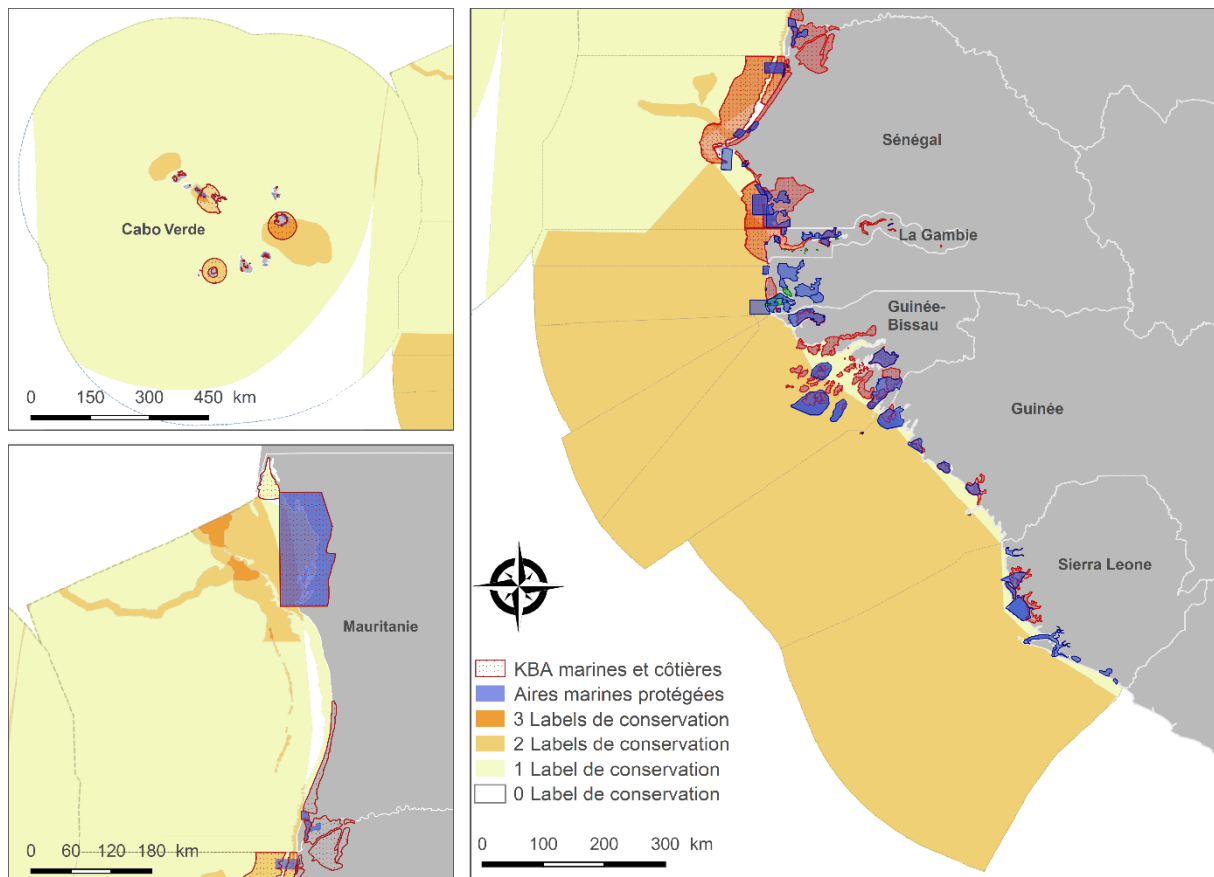 Cabo Verde
0 150 300 450 km
Mauritanie
0 60 120 180 km
Sénégal
La Gambie
Guinée-
Bissau
Guinée
Sierra Leone
KBA marines et côtières
Aires marines protégées
3 Labels de conservation
2 Labels de conservation
1 Label de conservation
0 Label de conservation
0 100 200 300 km